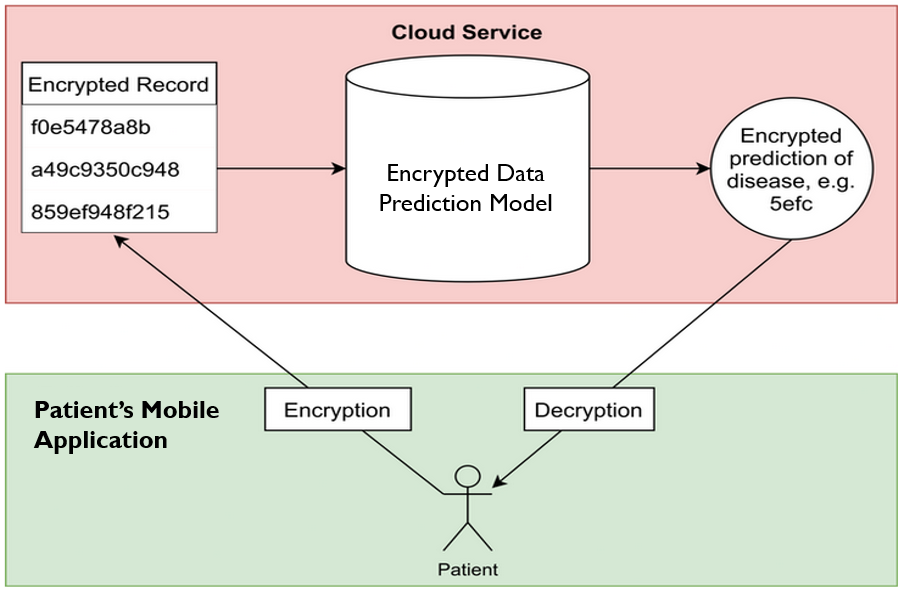 Cloud Service
Encrypted Record
f0e5478a8b
a49c9350c948
859ef948f215
Encrypted Data
Prediction Model
Encrypted
prediction of
disease, e.g.
5efc
Patient’s Mobile
Application
Encryption
Decryption
Patient